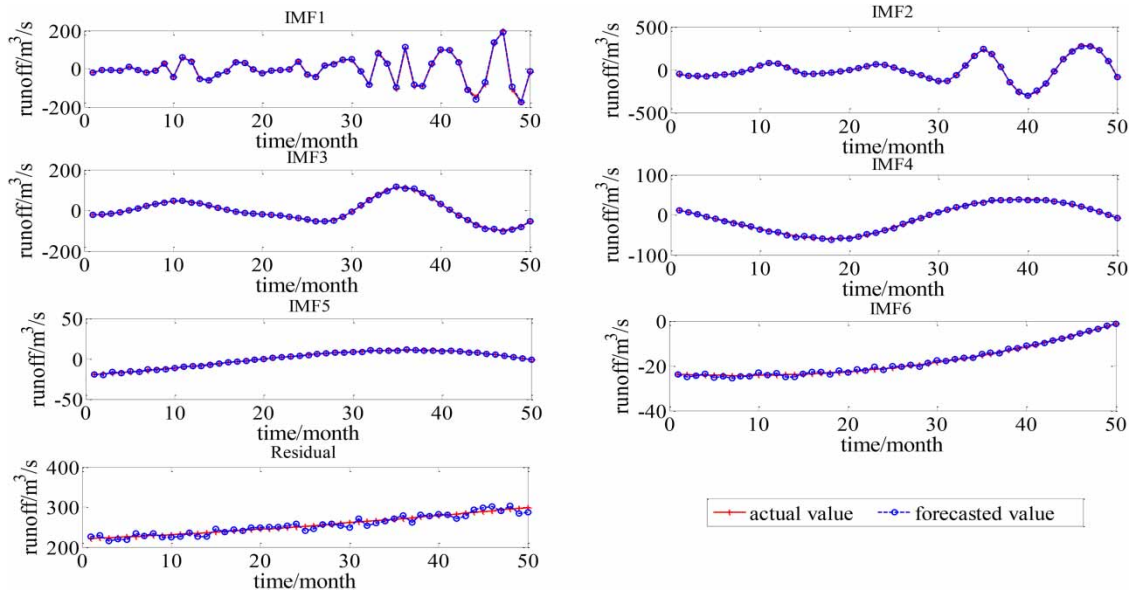 IMF1
runoff/m³/s
200
0
-200
0 10 20 30 40 50
time/month
IMF2
runoff/m³/s
500
0
-500
0 10 20 30 40 50
time/month
IMF3
runoff/m³/s
200
0
-200
0 10 20 30 40 50
time/month
IMF4
runoff/m³/s
100
0
-100
0 10 20 30 40 50
time/month
IMF5
runoff/m³/s
50
0
-50
0 10 20 30 40 50
time/month
IMF6
runoff/m³/s
0
-20
-40
0 10 20 30 40 50
time/month
Residual
runoff/m³/s
400
300
200
0 10 20 30 40 50
time/month
actual value forecasted value